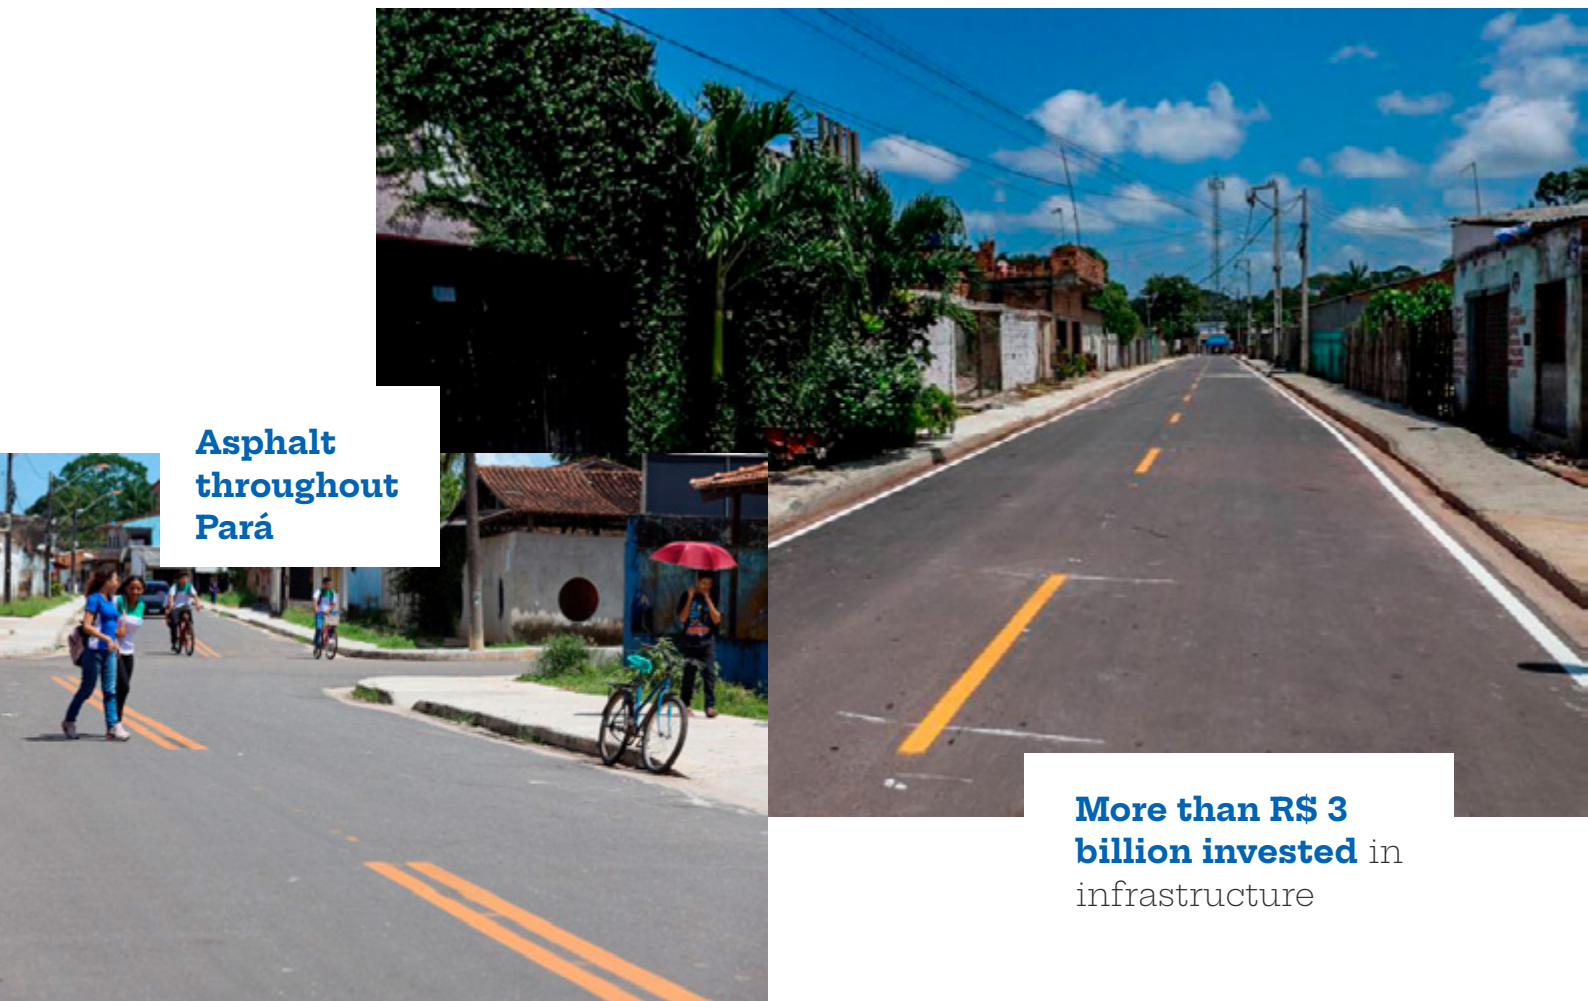 Asphalt
throughout
Pará
More than R$ 3
billion invested in
infrastructure